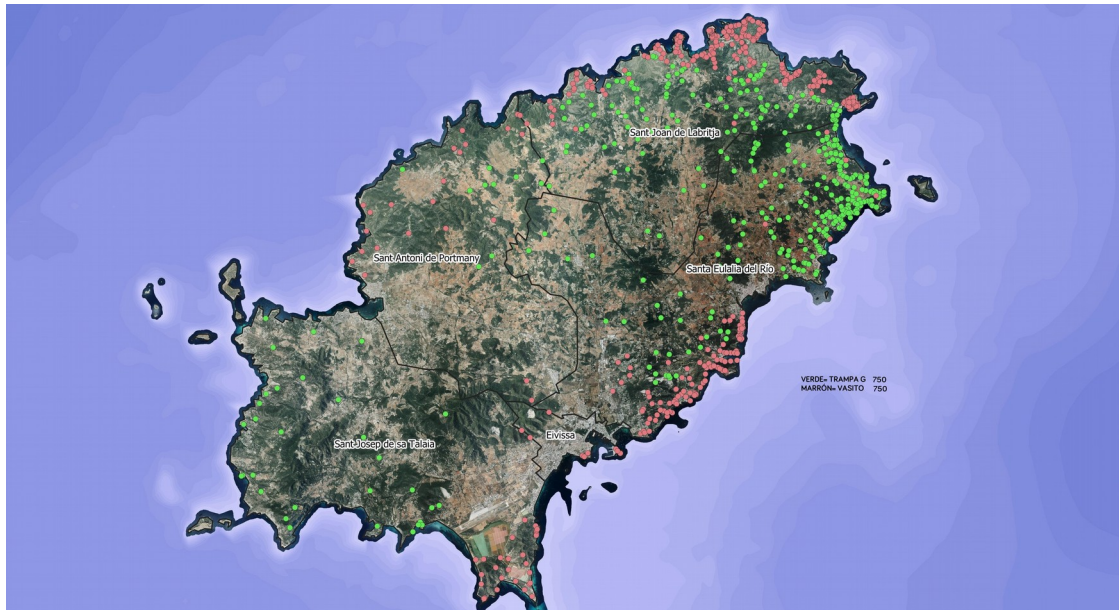 Sant Joan de Labritja
Sant Antoni de Portmany
Santa Eulalia del Río
VERDE= TRAMPA G 750
MARRÓN= VASITO 750
Sant Josep de sa Talaia
Eivissa